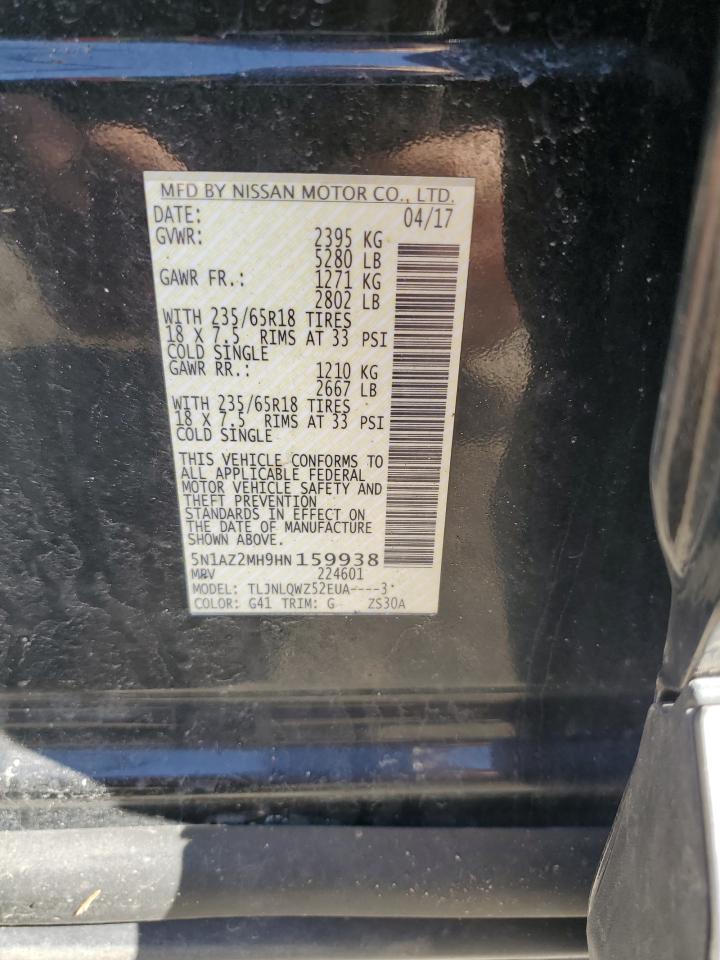 MFD BY NISSAN MOTOR CO., LTD.
DATE: 04/17
GVWR: 2395 KG
5280 LB
GAWR FR.: 1271 KG
2802 LB
WITH 235/65R18 TIRES
18 X 7.5 RIMS AT 33 PSI
COLD SINGLE
GAWR RR.: 1210 KG
2667 LB
WITH 235/65R18 TIRES
18 X 7.5 RIMS AT 33 PSI
COLD SINGLE
THIS VEHICLE CONFORMS TO
ALL APPLICABLE FEDERAL
MOTOR VEHICLE SAFETY AND
THEFT PREVENTION
STANDARDS IN EFFECT ON
THE DATE OF MANUFACTURE
SHOWN ABOVE.
5N1AZ2MH9HN 159938
MPV 224601
MODEL: TLJNLQWZ52EUA----3*
COLOR: G41 TRIM: G ZS30A